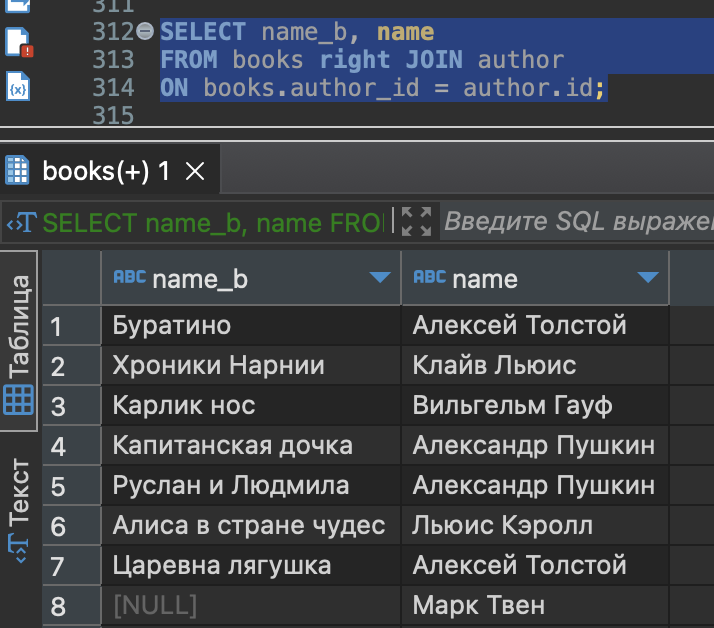 311
312 SELECT name_b, name
313 FROM books right JOIN author
314 ON books.author_id = author.id;
315
books(+) 1
SELECT name_b, name FRO
Введите SQL выражен
Таблица
Текст
ABC name_b ABC name
1 Буратино Алексей Толстой
2 Хроники Нарнии Клайв Льюис
3 Карлик нос Вильгельм Гауф
4 Капитанская дочка Александр Пушкин
5 Руслан и Людмила Александр Пушкин
6 Алиса в стране чудес Льюис Кэролл
7 Царевна лягушка Алексей Толстой
8 [NULL] Марк Твен